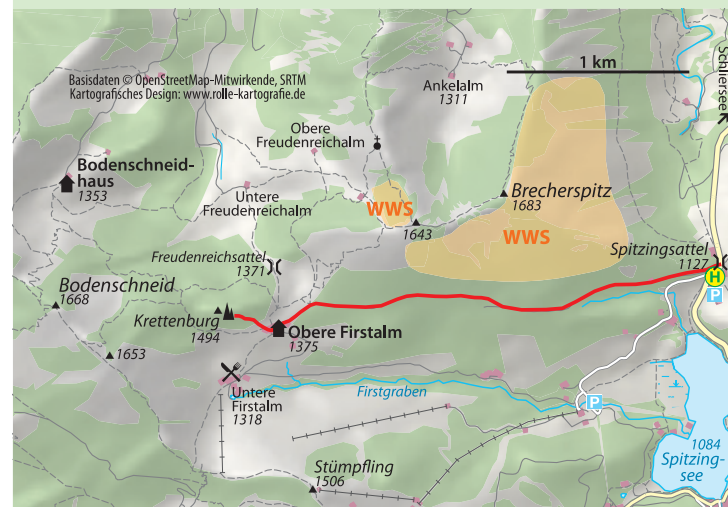 1 km
Schliersee
Basisdaten © OpenStreetMap-Mitwirkende, SRTM
Kartografisches Design: www.rolle-kartografie.de
Ankelalm
1311
Obere
Freudenreichalm
Bodenschneid-
haus
1353
Untere
Freudenreichalm
WWS
Brecherspitz
1683
1643
WWS
Spitzingsattel
1127
H
P
Freudenreichsattel
1371
Bodenschneid
1668
Krettenburg
1494
Obere Firstalm
1375
1653
Untere
Firstalm
1318
Firstgraben
P
1084
Spitzing-
see
Stümpfling
1506